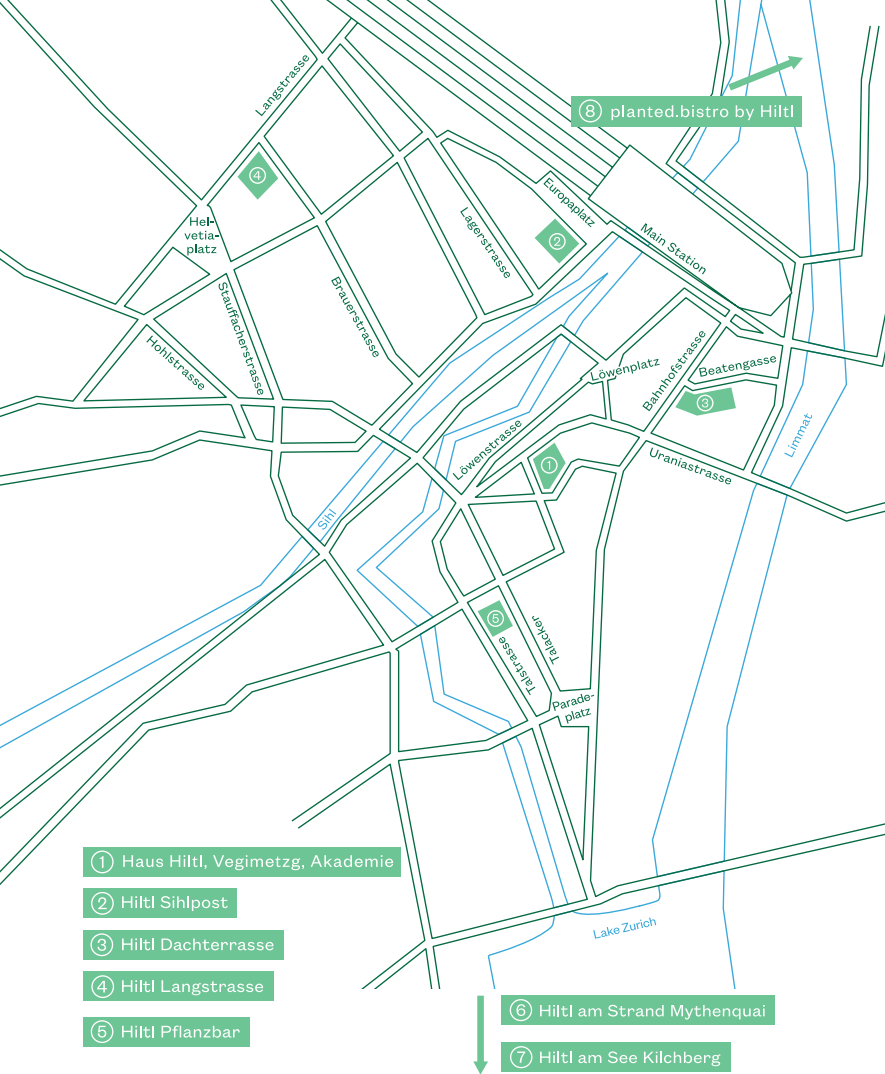 Langstrasse
⑧ planted.bistro by Hiltl
④
Europaplatz
Hel-
vetia-
platz
Lagerstrasse
②
Main Station
Stauffacherstrasse
Brauerstrasse
Hohlstrasse
Löwenplatz
Bahnhofstrasse
Beatengasse
③
Löwenstrasse
①
Uraniastrasse
Limmat
Sihl
⑤
Talstrasse
Talacker
Parade-
platz
① Haus Hiltl, Vegimetzg, Akademie
② Hiltl Sihlpost
③ Hiltl Dachterrasse
④ Hiltl Langstrasse
⑤ Hiltl Pflanzbar
Lake Zurich
⑥ Hiltl am Strand Mythenquai
⑦ Hiltl am See Kilchberg